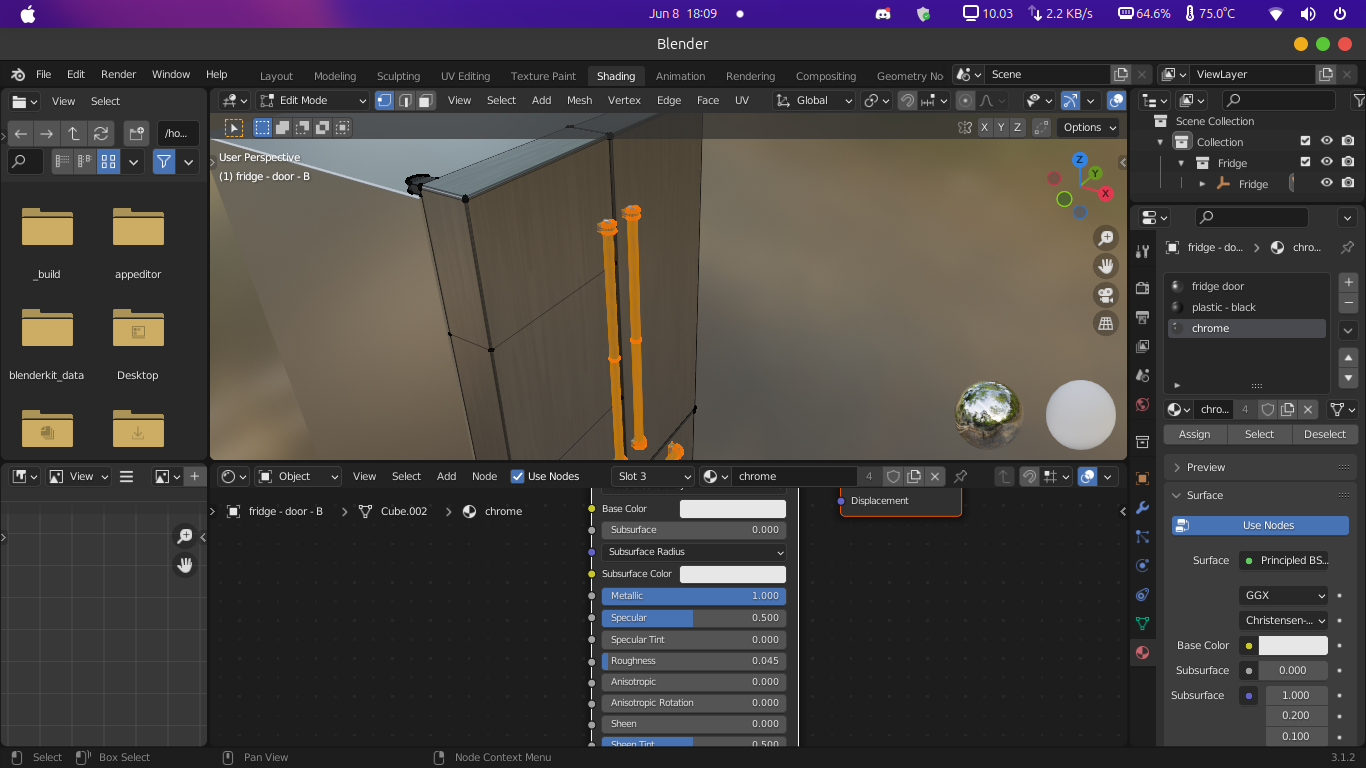 Jun 8 18:09
10.03
2.2 KB/s
64.6%
75.0°C
Blender
File Edit Render Window Help
Layout Modeling Sculpting UV Editing Texture Paint Shading Animation Rendering Compositing Geometry No
Scene
ViewLayer
View Select
Edit Mode
View Select Add Mesh Vertex Edge Face UV
Global
/ho...
X Y Z
Options
User Perspective
(1) fridge - door - B
Z
Y
X
_build
appeditor
blenderkit_data
Desktop
Scene Collection
Collection
Fridge
Fridge
fridge - do...
chro...
fridge door
plastic - black
chrome
chro...
4
Assign Select Deselect
Preview
Surface
Use Nodes
Surface Principled BS...
GGX
Christensen-...
Base Color
Subsurface 0.000
Subsurface 1.000
0.200
0.100
View
Object
View Select Add Node
Use Nodes
Slot 3
chrome
4
fridge - door - B
Cube.002
chrome
Displacement
Base Color
Subsurface 0.000
Subsurface Radius
Subsurface Color
Metallic 1.000
Specular 0.500
Specular Tint 0.000
Roughness 0.045
Anisotropic 0.000
Anisotropic Rotation 0.000
Sheen 0.000
Sheen Tint 0.500
Select
Box Select
Pan View
Node Context Menu
3.1.2